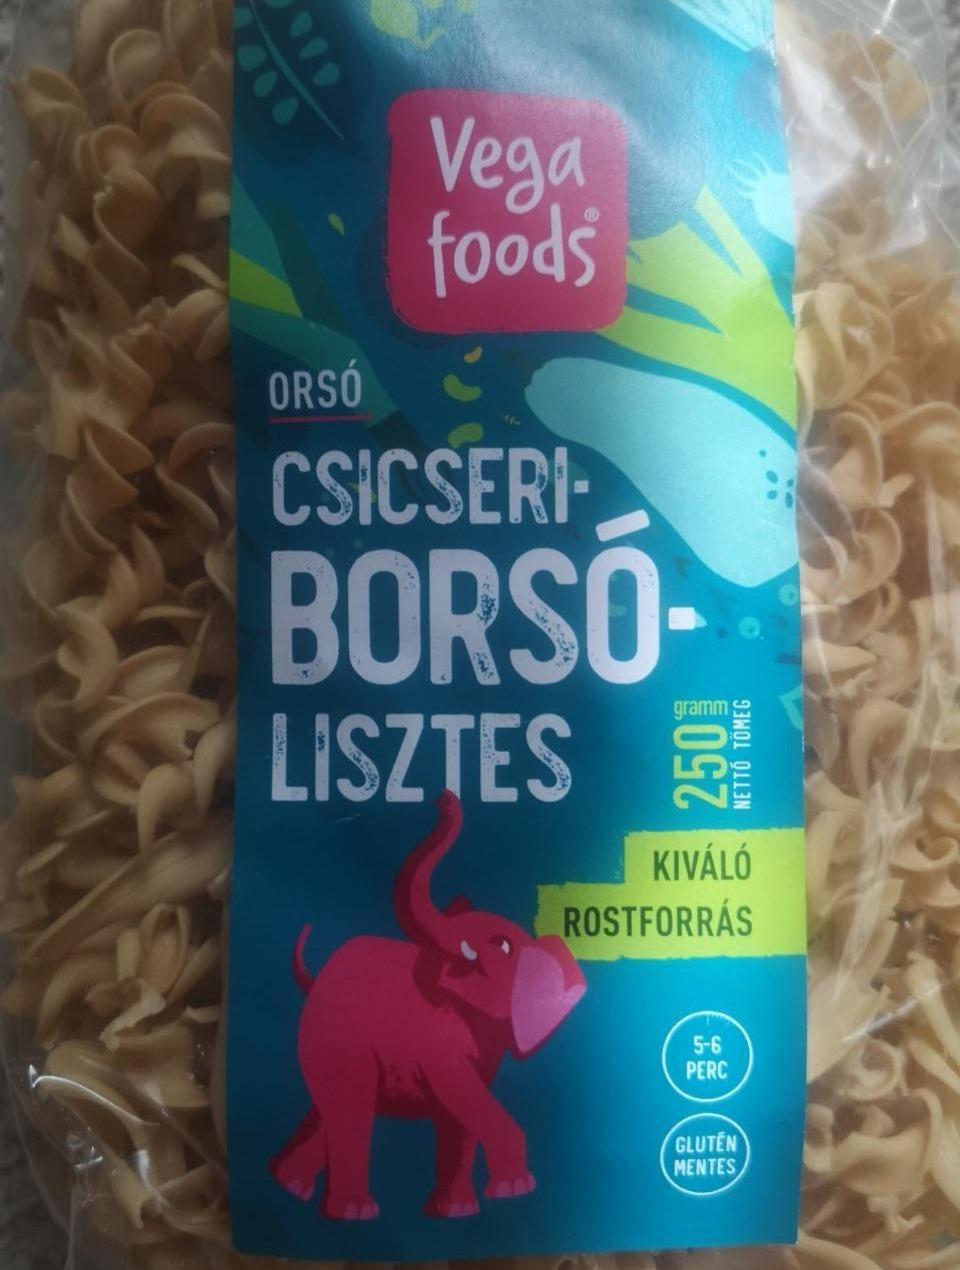 Vega
foods®
ORSÓ
CSICSERI-
BORSÓ-
LISZTES
250 gramm
NETTÓ TÖMEG
KIVÁLÓ
ROSTFORRÁS
5-6
PERC
GLUTÉN
MENTES